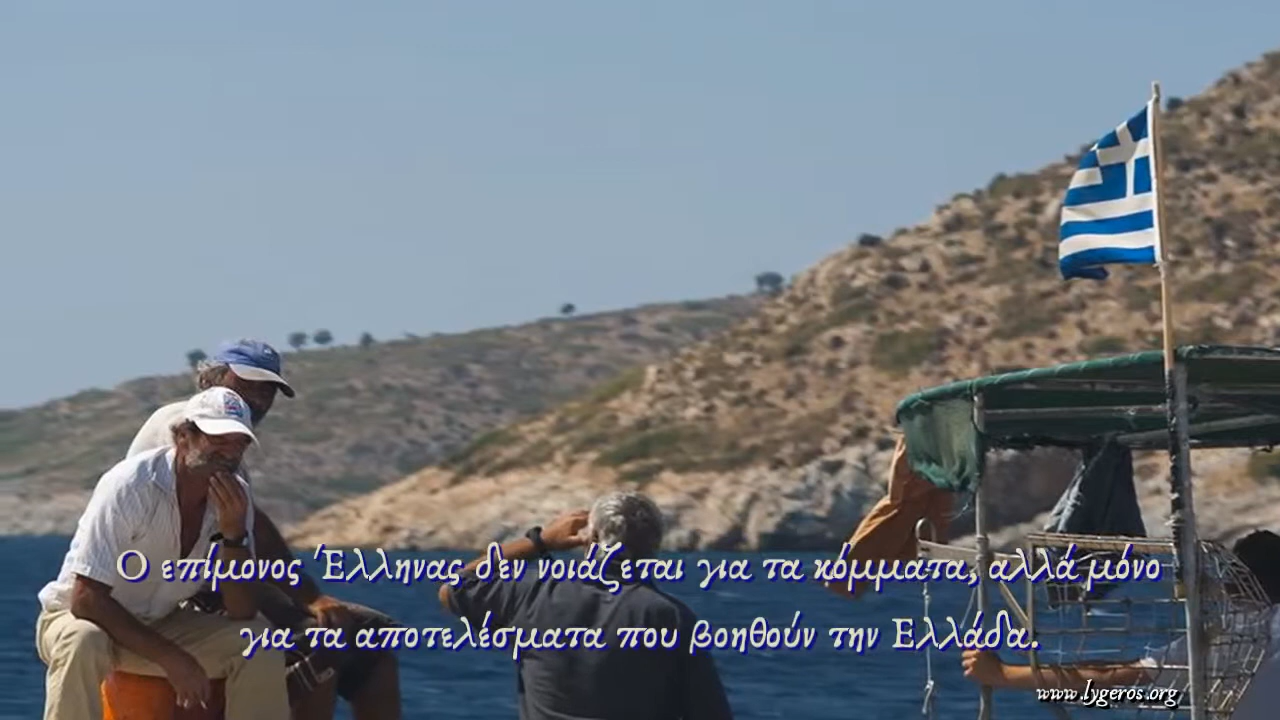 Ο επίμονος Έλληνας δεν νοιάζεται για τα κόμματα, αλλά μόνο
για τα αποτελέσματα που βοηθούν την Ελλάδα.
www.lygeros.org